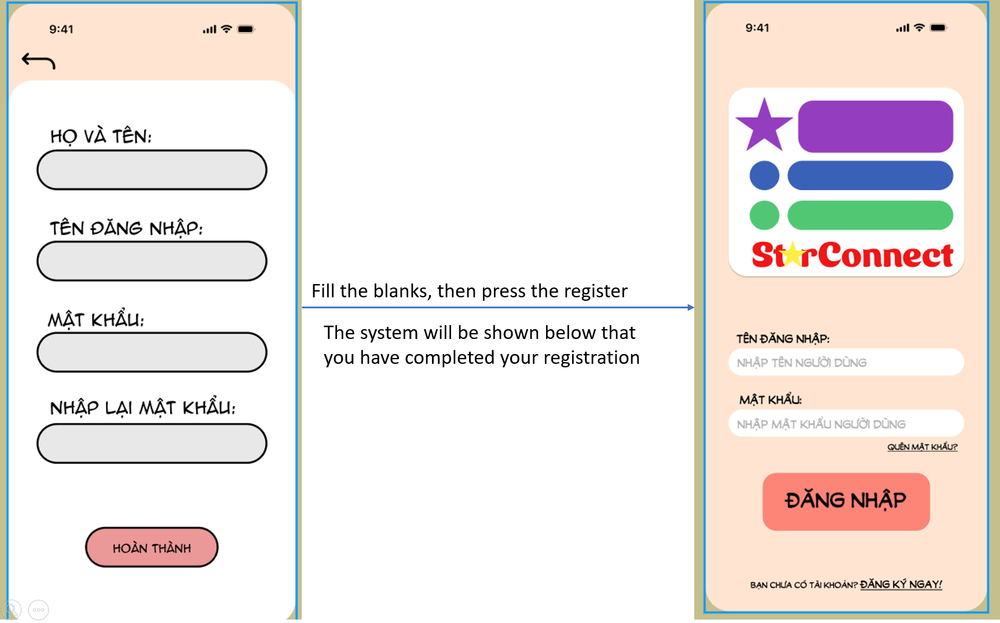 9:41
HỌ VÀ TÊN:
TÊN ĐĂNG NHẬP:
MẬT KHẨU:
NHẬP LẠI MẬT KHẨU:
HOÀN THÀNH
Fill the blanks, then press the register
The system will be shown below that
you have completed your registration
9:41
StarConnect
TÊN ĐĂNG NHẬP:
NHẬP TÊN NGƯỜI DÙNG
MẬT KHẨU:
NHẬP MẬT KHẨU NGƯỜI DÙNG
QUÊN MẬT KHẨU?
ĐĂNG NHẬP
BẠN CHƯA CÓ TÀI KHOẢN? ĐĂNG KÝ NGAY!